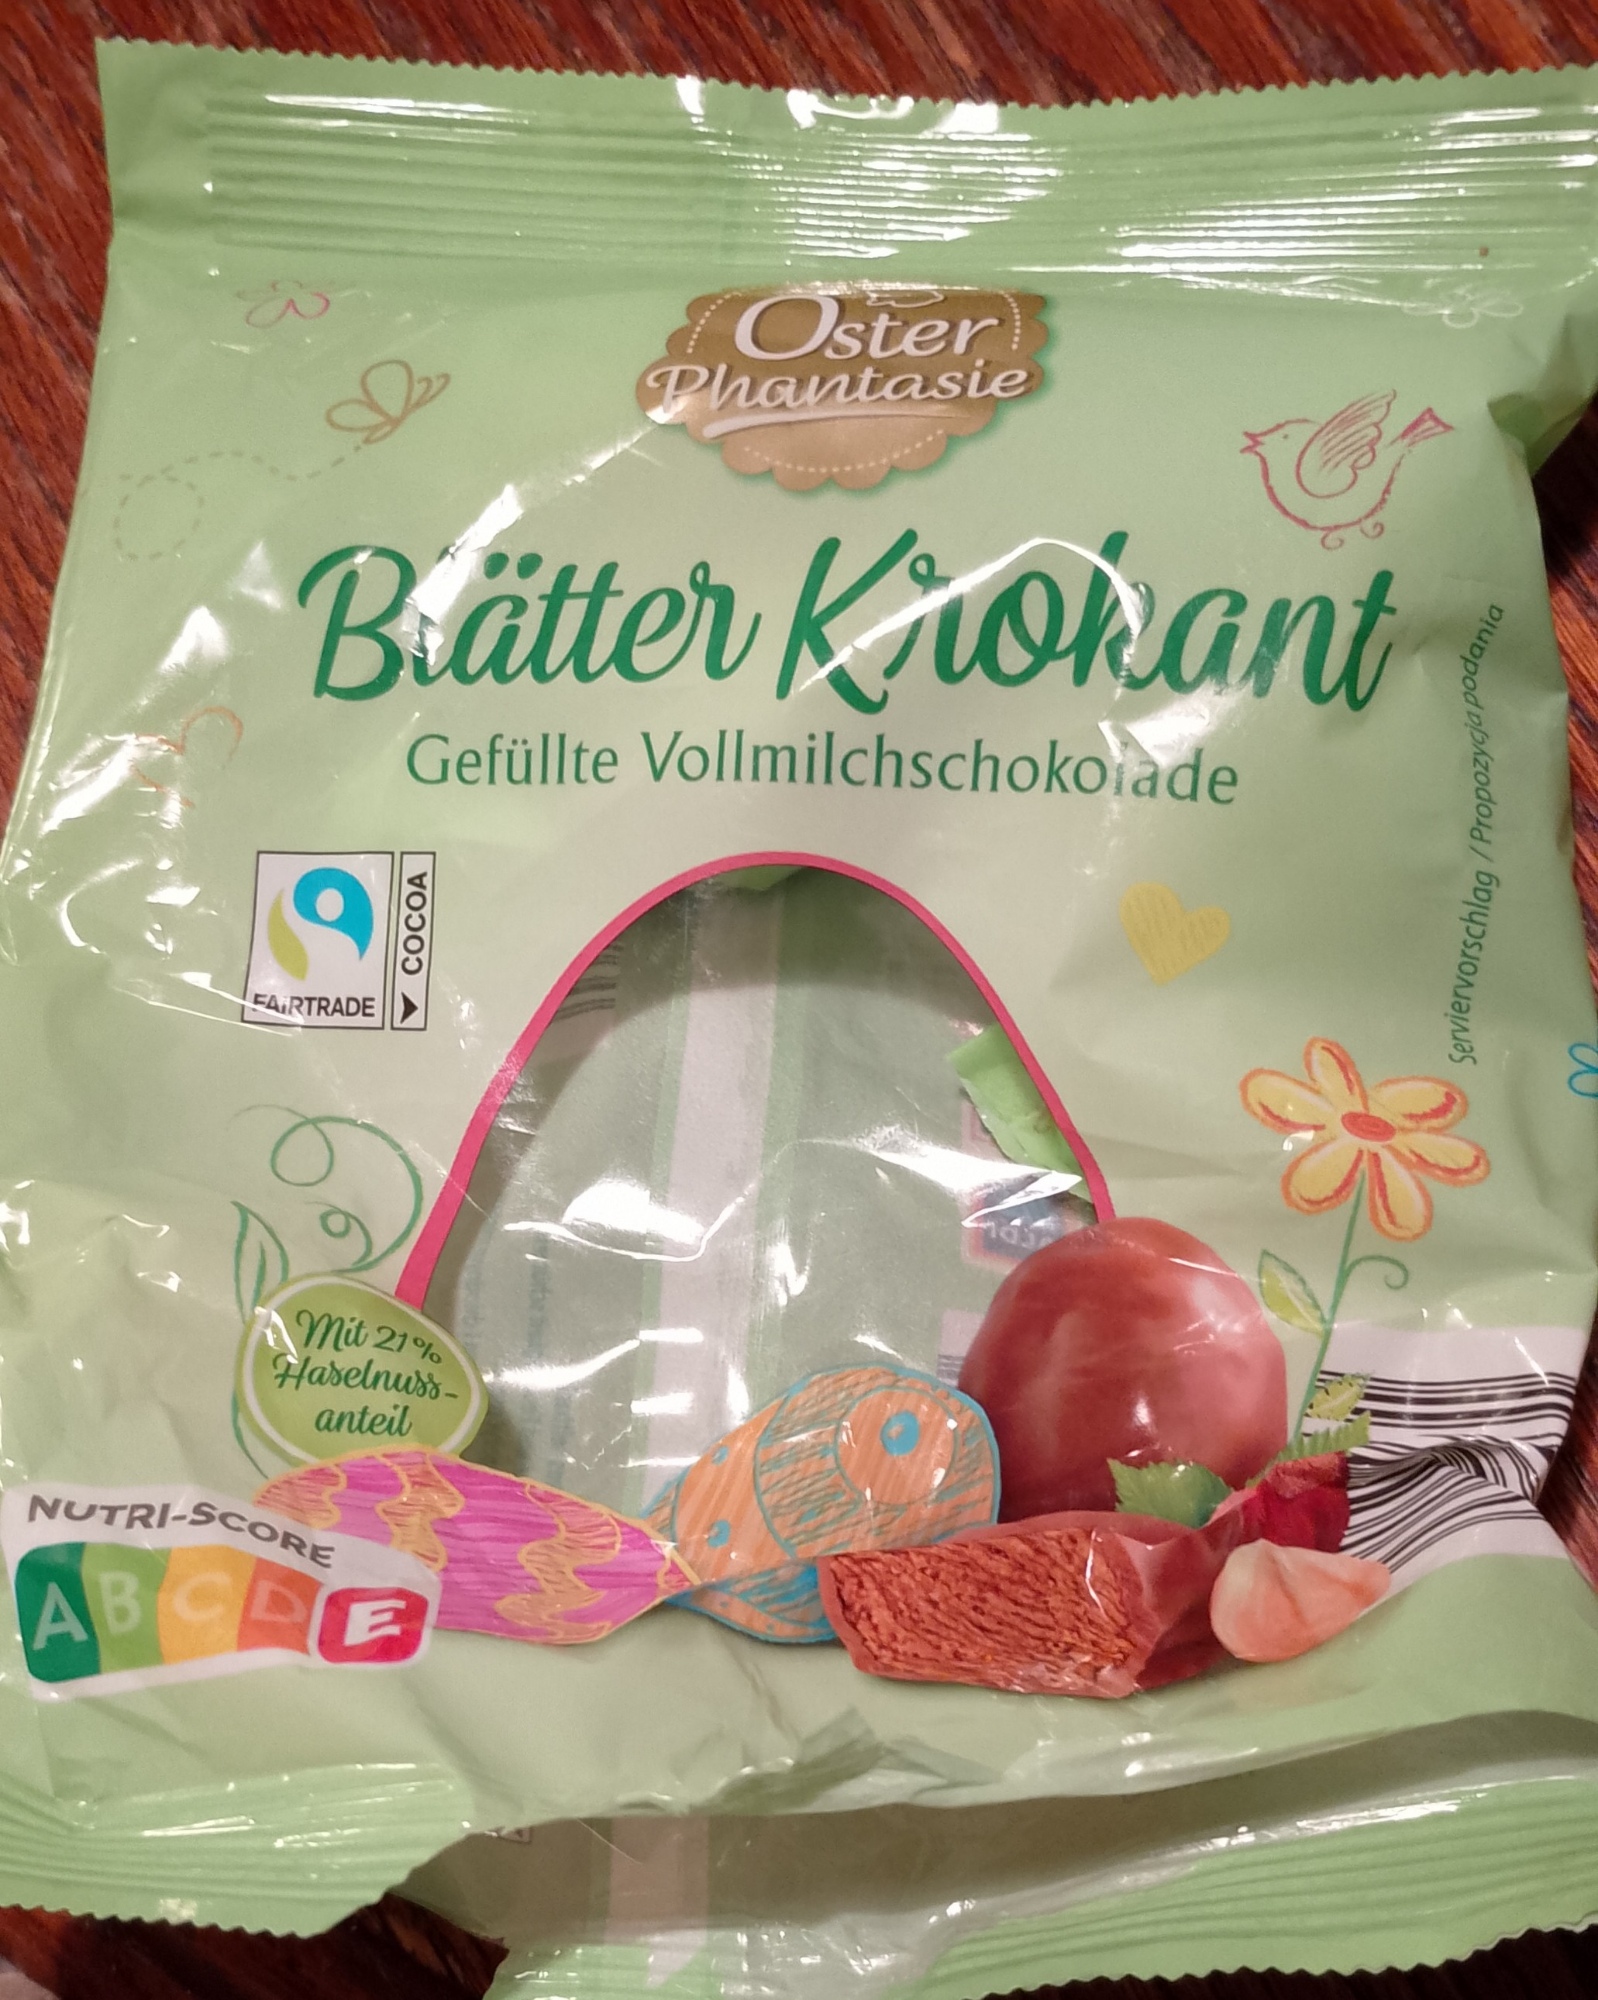 Oster
Phantasie
Blätter Krokant
Gefüllte Vollmilchschokolade
Serviervorschlag / Propozycja podania
FAIRTRADE
COCOA
Mit 21%
Haselnuss-
anteil
NUTRI-SCORE
A B C D E